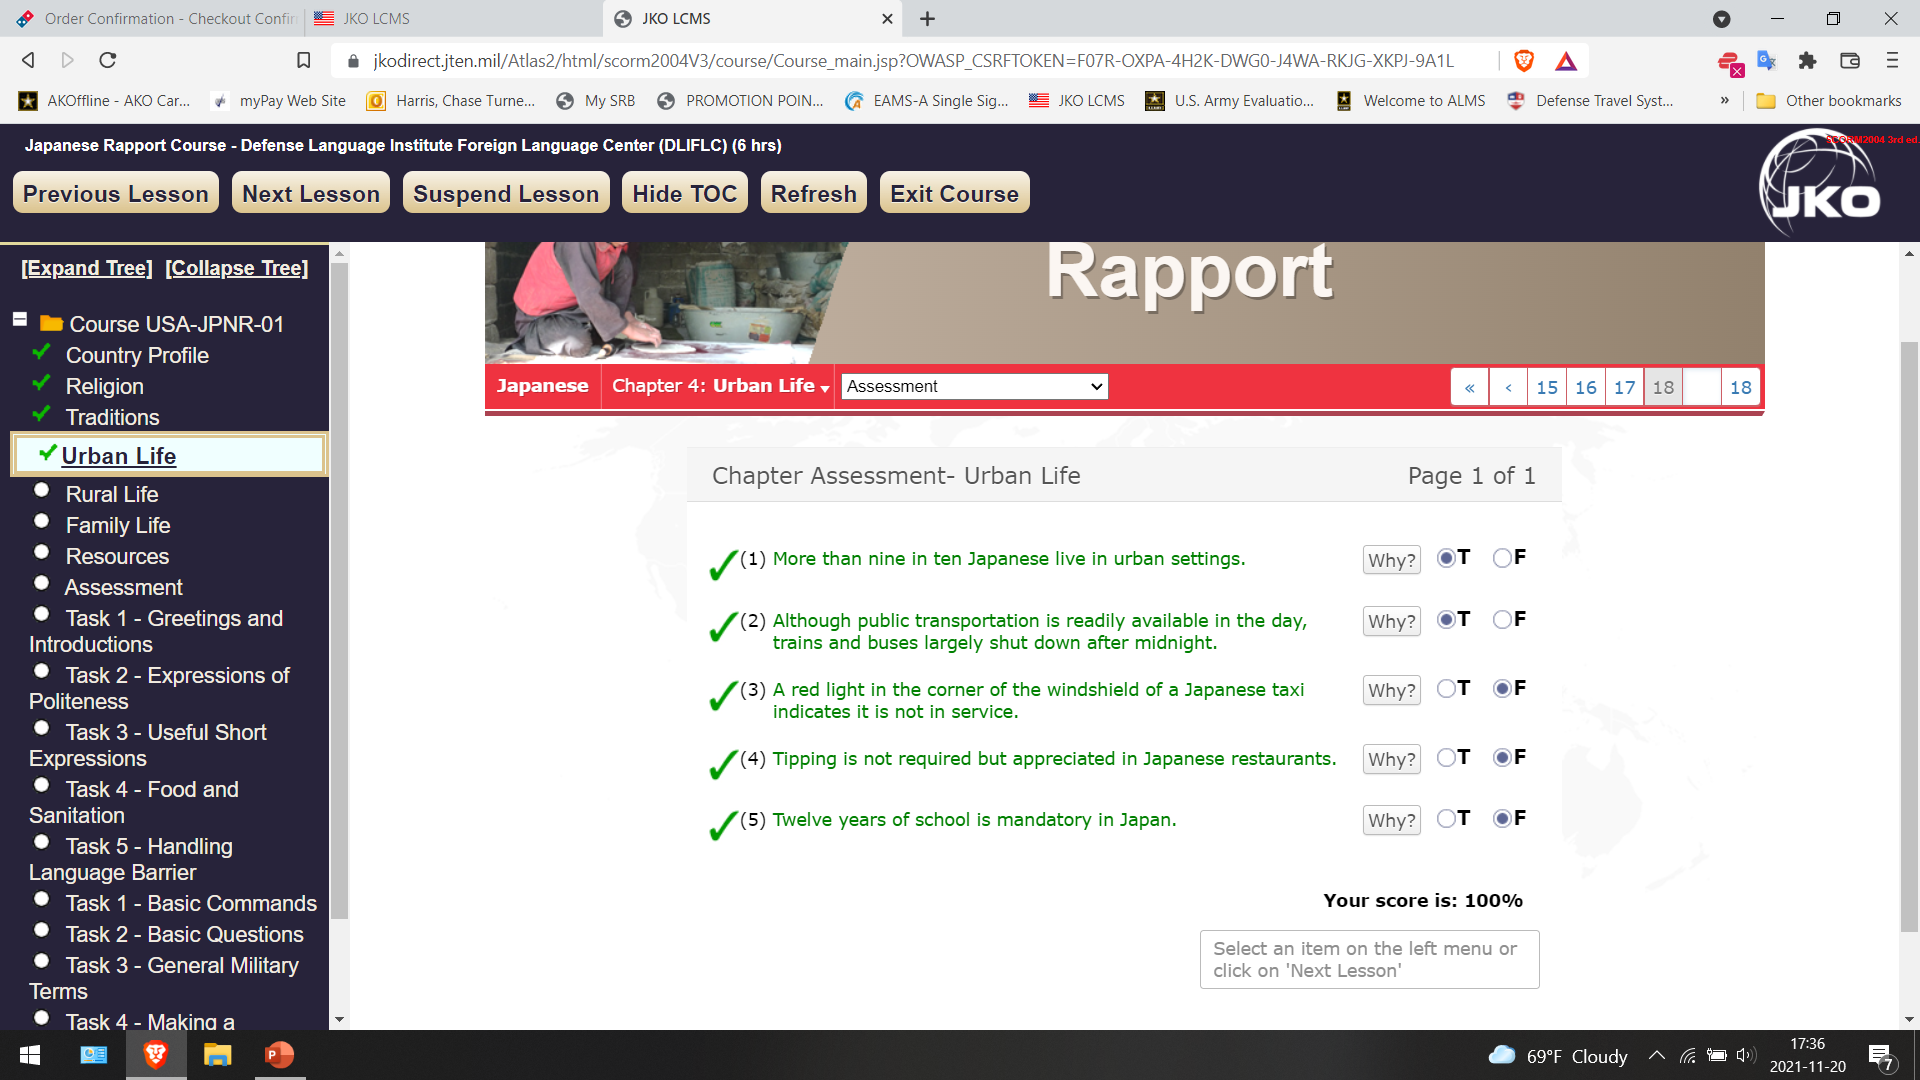 Order Confirmation - Checkout Confir
JKO LCMS
JKO LCMS
jkodirect.jten.mil/Atlas2/html/scorm2004V3/course/Course_main.jsp?OWASP_CSRFTOKEN=F07R-OXPA-4H2K-DWG0-J4WA-RKJG-XKPJ-9A1L
AKOffline - AKO Car...
myPay Web Site
Harris, Chase Turne...
My SRB
PROMOTION POIN...
EAMS-A Single Sig...
JKO LCMS
U.S. Army Evaluatio...
Welcome to ALMS
Defense Travel Syst...
»
Other bookmarks
Japanese Rapport Course - Defense Language Institute Foreign Language Center (DLIFLC) (6 hrs)
2004 3rd ed.
Previous Lesson
Next Lesson
Suspend Lesson
Hide TOC
Refresh
Exit Course
JKO
[Expand Tree] [Collapse Tree]
Course USA-JPNR-01
Country Profile
Religion
Traditions
Urban Life
Rural Life
Family Life
Resources
Assessment
Task 1 - Greetings and
Introductions
Task 2 - Expressions of
Politeness
Task 3 - Useful Short
Expressions
Task 4 - Food and
Sanitation
Task 5 - Handling
Language Barrier
Task 1 - Basic Commands
Task 2 - Basic Questions
Task 3 - General Military
Terms
Task 4 - Making a
Rapport
Japanese
Chapter 4: Urban Life
Assessment
« ‹ 15 16 17 18 18
Chapter Assessment- Urban Life
Page 1 of 1
(1) More than nine in ten Japanese live in urban settings.
Why? T F
(2) Although public transportation is readily available in the day,
trains and buses largely shut down after midnight.
Why? T F
(3) A red light in the corner of the windshield of a Japanese taxi
indicates it is not in service.
Why? T F
(4) Tipping is not required but appreciated in Japanese restaurants.
Why? T F
(5) Twelve years of school is mandatory in Japan.
Why? T F
Your score is: 100%
Select an item on the left menu or
click on 'Next Lesson'
69°F Cloudy
17:36
2021-11-20
7